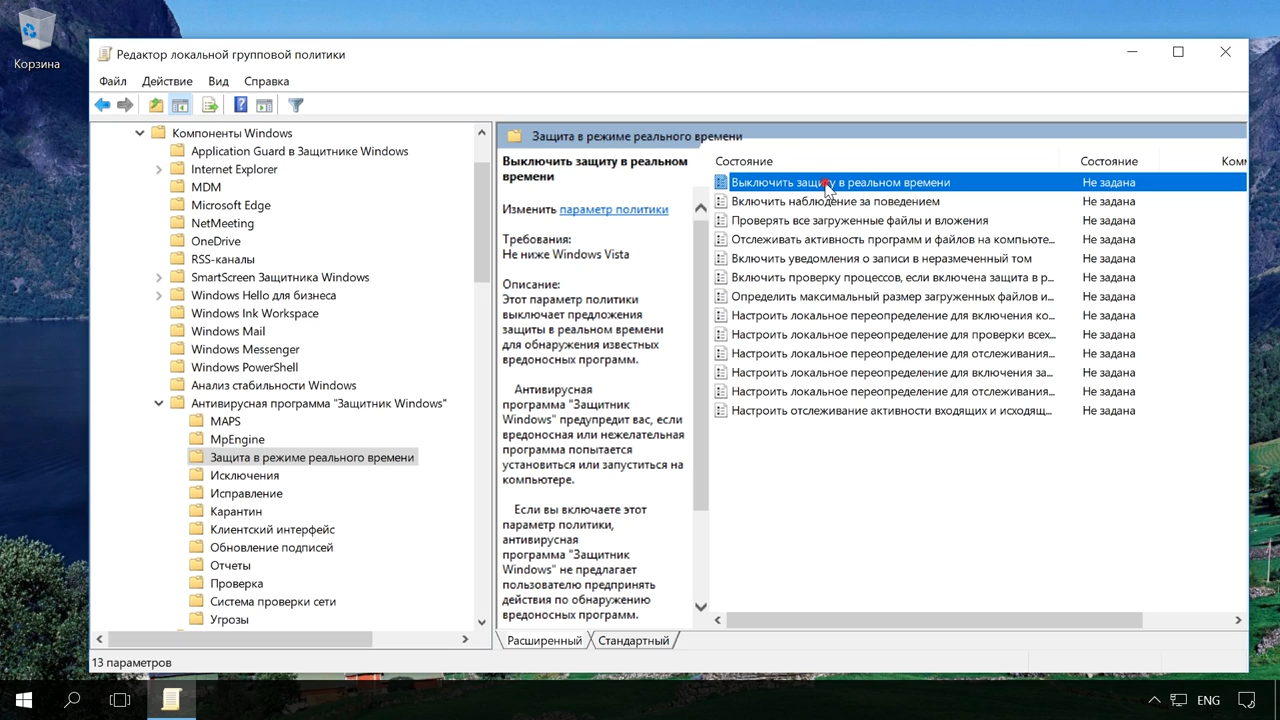 Корзина
Редактор локальной групповой политики
Файл Действие Вид Справка
Компоненты Windows
Application Guard в Защитнике Windows
Internet Explorer
MDM
Microsoft Edge
NetMeeting
OneDrive
RSS-каналы
SmartScreen Защитника Windows
Windows Hello для бизнеса
Windows Ink Workspace
Windows Mail
Windows Messenger
Windows PowerShell
Анализ стабильности Windows
Антивирусная программа "Защитник Windows"
MAPS
MpEngine
Защита в режиме реального времени
Исключения
Исправление
Карантин
Клиентский интерфейс
Обновление подписей
Отчеты
Проверка
Система проверки сети
Угрозы
Защита в режиме реального времени
Выключить защиту в реальном
времени
Изменить параметр политики
Требования:
Не ниже Windows Vista
Описание:
Этот параметр политики
выключает предложения
защиты в реальном времени
для обнаружения известных
вредоносных программ.
Антивирусная
программа "Защитник
Windows" предупредит вас, если
вредоносная или нежелательная
программа попытается
установиться или запуститься на
компьютере.
Если вы включаете этот
параметр политики,
антивирусная
программа "Защитник
Windows" не предлагает
пользователю предпринять
действия по обнаружению
вредоносных программ.
Состояние Состояние Комм
Выключить защиту в реальном времени Не задана
Включить наблюдение за поведением Не задана
Проверять все загруженные файлы и вложения Не задана
Отслеживать активность программ и файлов на компьюте... Не задана
Включить уведомления о записи в неразмеченный том Не задана
Включить проверку процессов, если включена защита в р... Не задана
Определить максимальный размер загруженных файлов и... Не задана
Настроить локальное переопределение для включения ко... Не задана
Настроить локальное переопределение для проверки всех... Не задана
Настроить локальное переопределение для отслеживания... Не задана
Настроить локальное переопределение для включения за... Не задана
Настроить локальное переопределение для отслеживания... Не задана
Настроить отслеживание активности входящих и исходящ... Не задана
Расширенный Стандартный
13 параметров
ENG